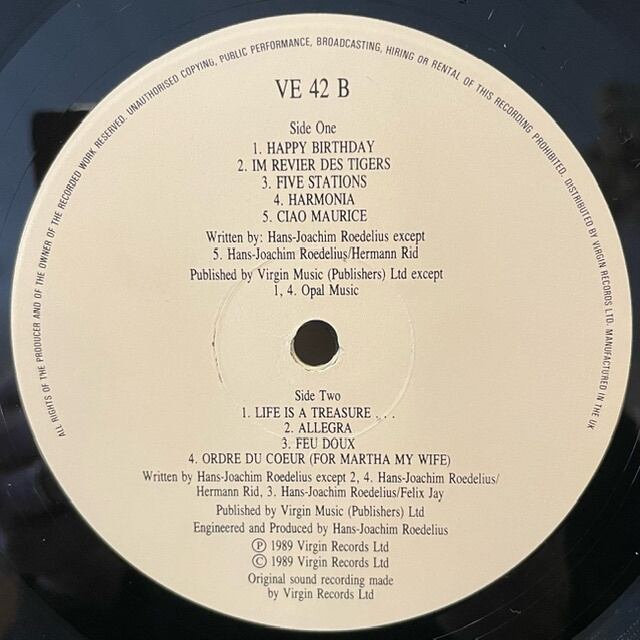 ALL RIGHTS OF THE PRODUCER AND OF THE OWNER OF THE RECORDED WORK RESERVED. UNAUTHORISED COPYING, PUBLIC PERFORMANCE, BROADCASTING, HIRING OR RENTAL OF THIS RECORDING PROHIBITED. DISTRIBUTED BY VIRGIN RECORDS LTD. MANUFACTURED IN THE UK
VE 42 B
Side One
1. HAPPY BIRTHDAY
2. IM REVIER DES TIGERS
3. FIVE STATIONS
4. HARMONIA
5. CIAO MAURICE
Written by: Hans-Joachim Roedelius except
5. Hans-Joachim Roedelius/Hermann Rid
Published by Virgin Music (Publishers) Ltd except
1, 4. Opal Music
Side Two
1. LIFE IS A TREASURE . . .
2. ALLEGRA
3. FEU DOUX
4. ORDRE DU COEUR (FOR MARTHA MY WIFE)
Written by Hans-Joachim Roedelius except 2, 4. Hans-Joachim Roedelius/
Hermann Rid, 3. Hans-Joachim Roedelius/Felix Jay
Published by Virgin Music (Publishers) Ltd
Engineered and Produced by Hans-Joachim Roedelius
Ⓟ 1989 Virgin Records Ltd
© 1989 Virgin Records Ltd
Original sound recording made
by Virgin Records Ltd